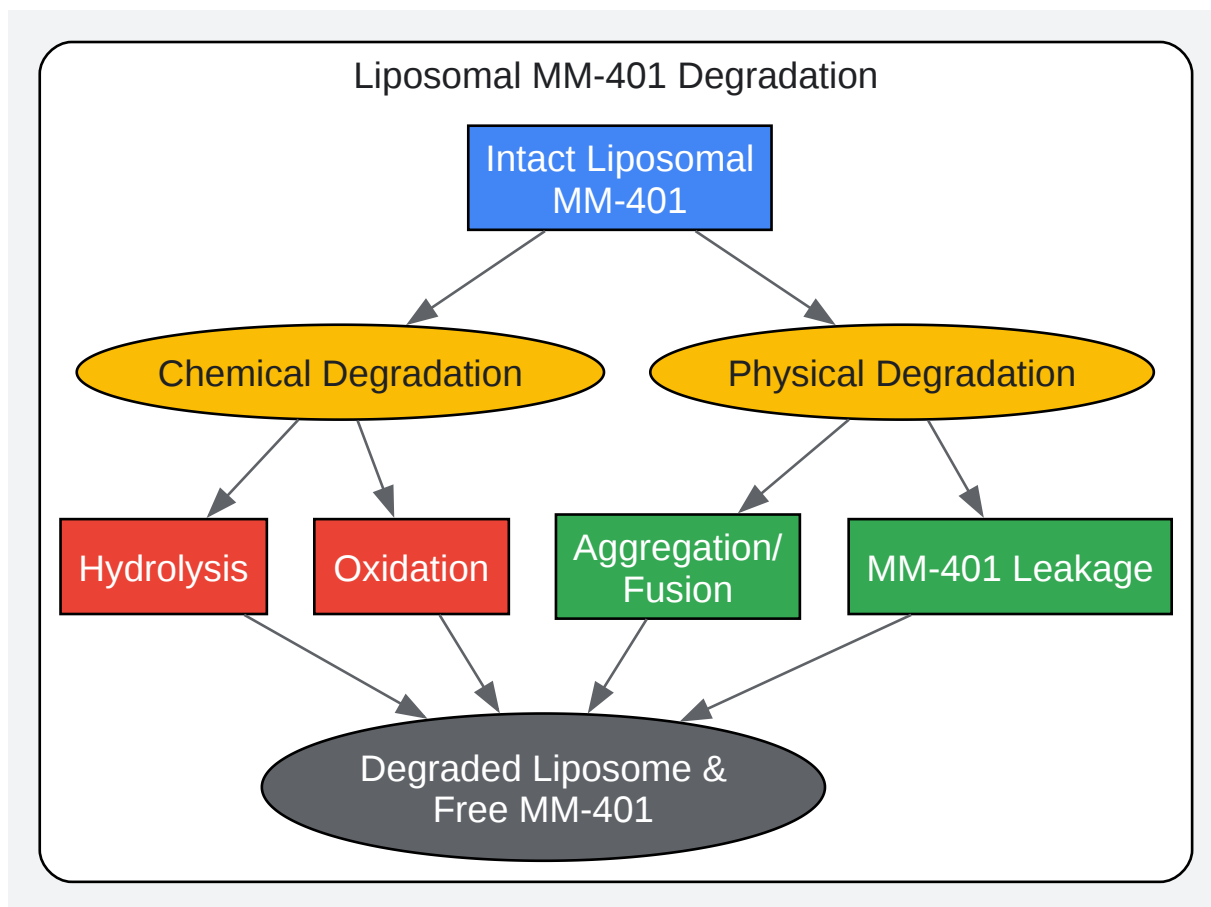 Liposomal MM-401 Degradation
Intact Liposomal
MM-401
Chemical Degradation
Physical Degradation
Hydrolysis
Oxidation
Aggregation/
Fusion
MM-401 Leakage
Degraded Liposome &
Free MM-401